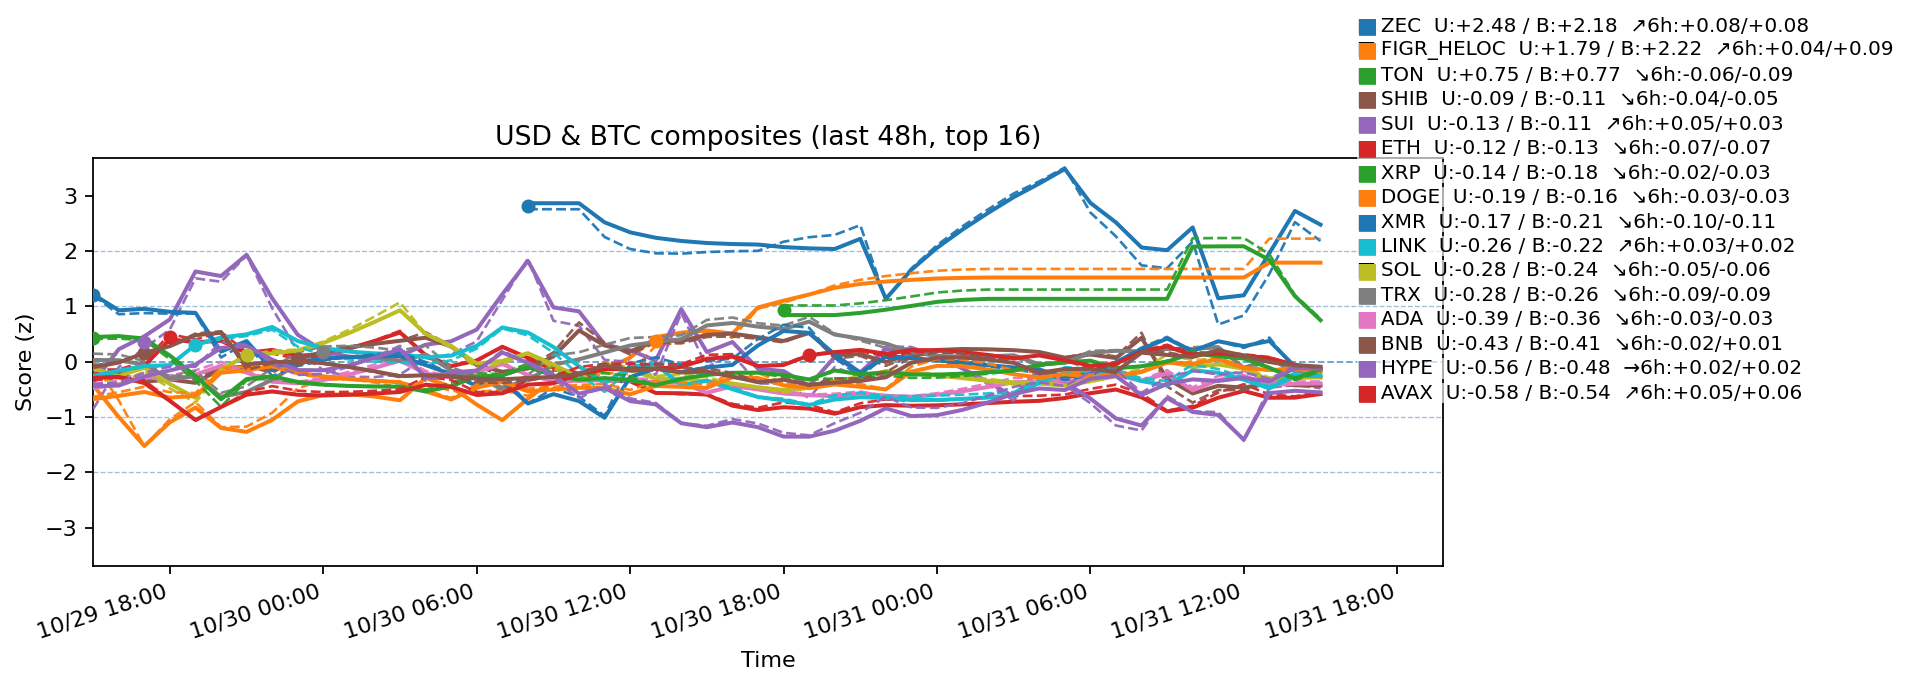 ZEC U:+2.48 / B:+2.18 ↗6h:+0.08/+0.08
FIGR_HELOC U:+1.79 / B:+2.22 ↗6h:+0.04/+0.09
TON U:+0.75 / B:+0.77 ↘6h:-0.06/-0.09
SHIB U:-0.09 / B:-0.11 ↘6h:-0.04/-0.05
SUI U:-0.13 / B:-0.11 ↗6h:+0.05/+0.03
ETH U:-0.12 / B:-0.13 ↘6h:-0.07/-0.07
XRP U:-0.14 / B:-0.18 ↘6h:-0.02/-0.03
DOGE U:-0.19 / B:-0.16 ↘6h:-0.03/-0.03
XMR U:-0.17 / B:-0.21 ↘6h:-0.10/-0.11
LINK U:-0.26 / B:-0.22 ↗6h:+0.03/+0.02
SOL U:-0.28 / B:-0.24 ↘6h:-0.05/-0.06
TRX U:-0.28 / B:-0.26 ↘6h:-0.09/-0.09
ADA U:-0.39 / B:-0.36 ↘6h:-0.03/-0.03
BNB U:-0.43 / B:-0.41 ↘6h:-0.02/+0.01
HYPE U:-0.56 / B:-0.48 →6h:+0.02/+0.02
AVAX U:-0.58 / B:-0.54 ↗6h:+0.05/+0.06
USD & BTC composites (last 48h, top 16)
Score (z)
3
2
1
0
−1
−2
−3
10/29 18:00
10/30 00:00
10/30 06:00
10/30 12:00
10/30 18:00
10/31 00:00
10/31 06:00
10/31 12:00
10/31 18:00
Time